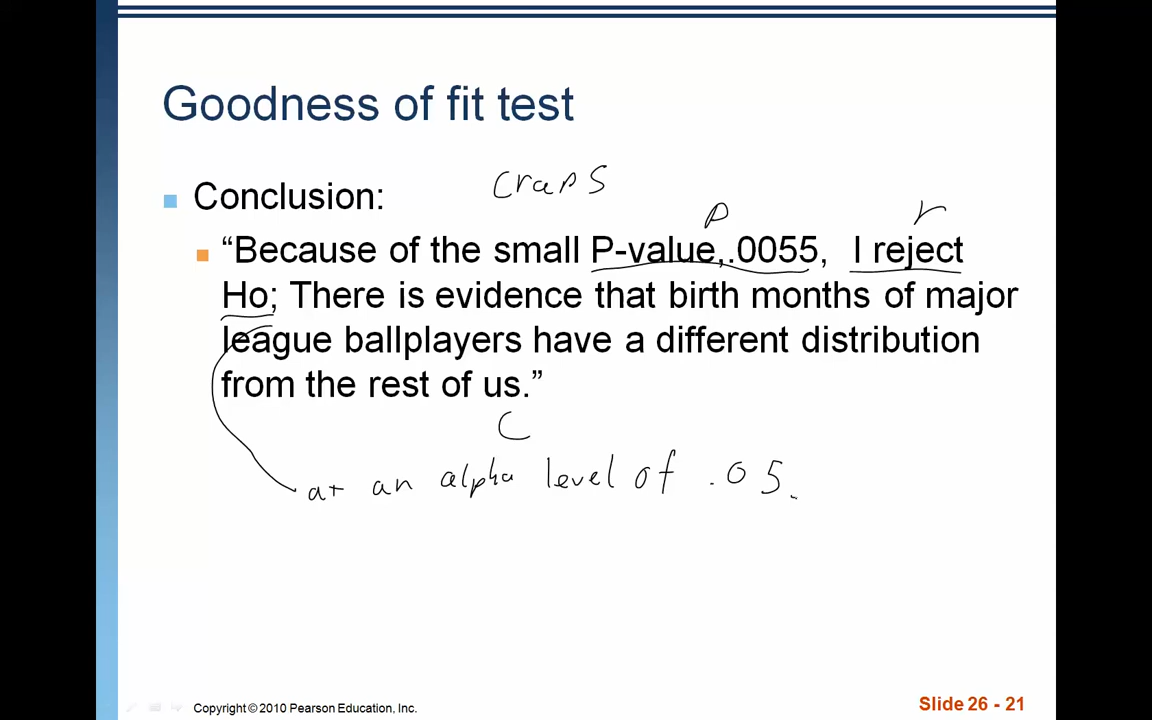 Goodness of fit test
craps
Conclusion:
p r
“Because of the small P-value,.0055, I reject
Ho; There is evidence that birth months of major
league ballplayers have a different distribution
from the rest of us.”
C
at an alpha level of .05.
Copyright © 2010 Pearson Education, Inc.
Slide 26 - 21